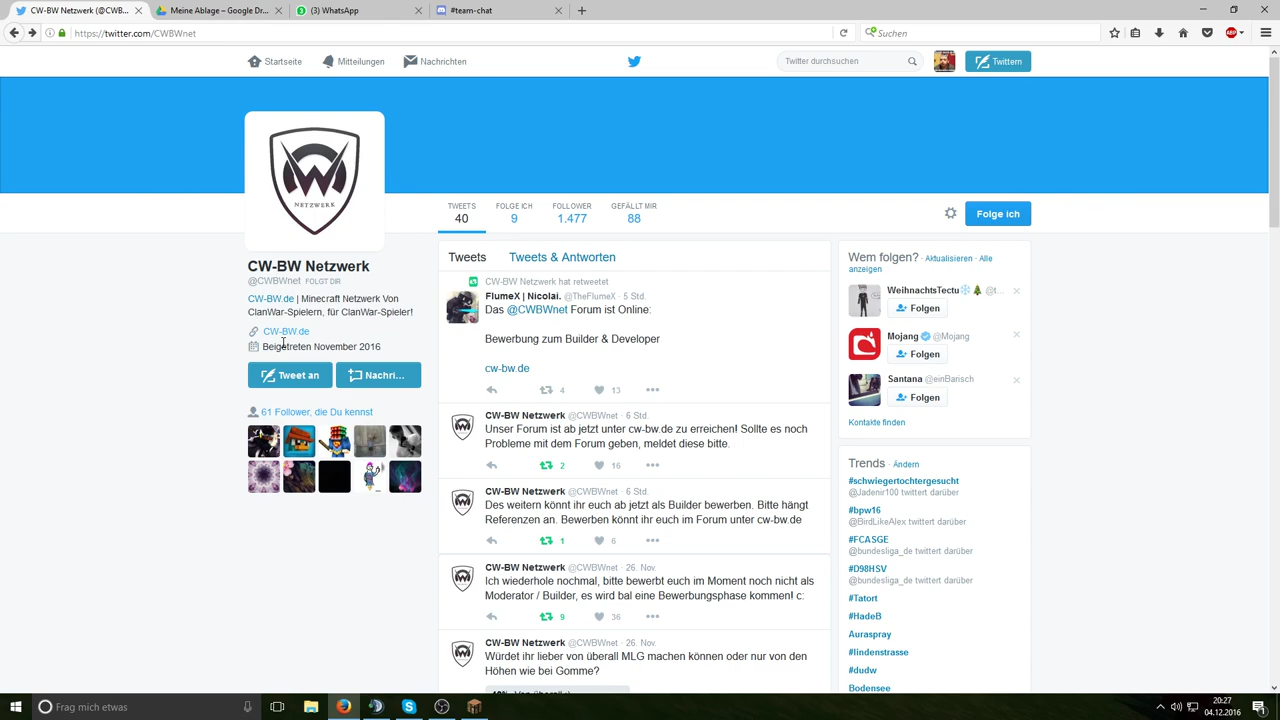 CW-BW Netzwerk (@CWB...
Meine Ablage – Google Dr...
(3) WhatsApp
#team-chat
https://twitter.com/CWBWnet
Suchen
ABP
Startseite
Mitteilungen
Nachrichten
Twitter durchsuchen
Twittern
W
NETZWERK
TWEETS
40
FOLGE ICH
9
FOLLOWER
1.477
GEFÄLLT MIR
88
Folge ich
CW-BW Netzwerk
@CWBWnet FOLGT DIR
CW-BW.de | Minecraft Netzwerk Von
ClanWar-Spielern, für ClanWar-Spieler!
CW-BW.de
Beigetreten November 2016
Tweet an
Nachri...
61 Follower, die Du kennst
Tweets
Tweets & Antworten
CW-BW Netzwerk hat retweetet
FlumeX | Nicolai. @TheFlumeX · 5 Std.
Das @CWBWnet Forum ist Online:
Bewerbung zum Builder & Developer
cw-bw.de
4
13
CW-BW Netzwerk @CWBWnet · 6 Std.
Unser Forum ist ab jetzt unter cw-bw.de zu erreichen! Sollte es noch
Probleme mit dem Forum geben, meldet diese bitte.
2
16
CW-BW Netzwerk @CWBWnet · 6 Std.
Des weitern könnt ihr euch ab jetzt als Builder bewerben. Bitte hängt
Referenzen an. Bewerben könnt ihr euch im Forum unter cw-bw.de
1
6
CW-BW Netzwerk @CWBWnet · 26. Nov.
Ich wiederhole nochmal, bitte bewerbt euch im Moment noch nicht als
Moderator / Builder, es wird bal eine Bewerbungsphase kommen! c:
9
36
CW-BW Netzwerk @CWBWnet · 26. Nov.
Würdet ihr lieber von überall MLG machen können oder nur von den
Höhen wie bei Gomme?
Wem folgen? · Aktualisieren · Alle
anzeigen
WeihnachtsTectu @t...
Folgen
Mojang @Mojang
Folgen
Santana @einBarisch
Folgen
Kontakte finden
Trends · Ändern
#schwiegertochtergesucht
@Jadenir100 twittert darüber
#bpw16
@BirdLikeAlex twittert darüber
#FCASGE
@bundesliga_de twittert darüber
#D98HSV
@bundesliga_de twittert darüber
#Tatort
#HadeB
Auraspray
#lindenstrasse
#dudw
Bodensee
Frag mich etwas
20:27
04.12.2016